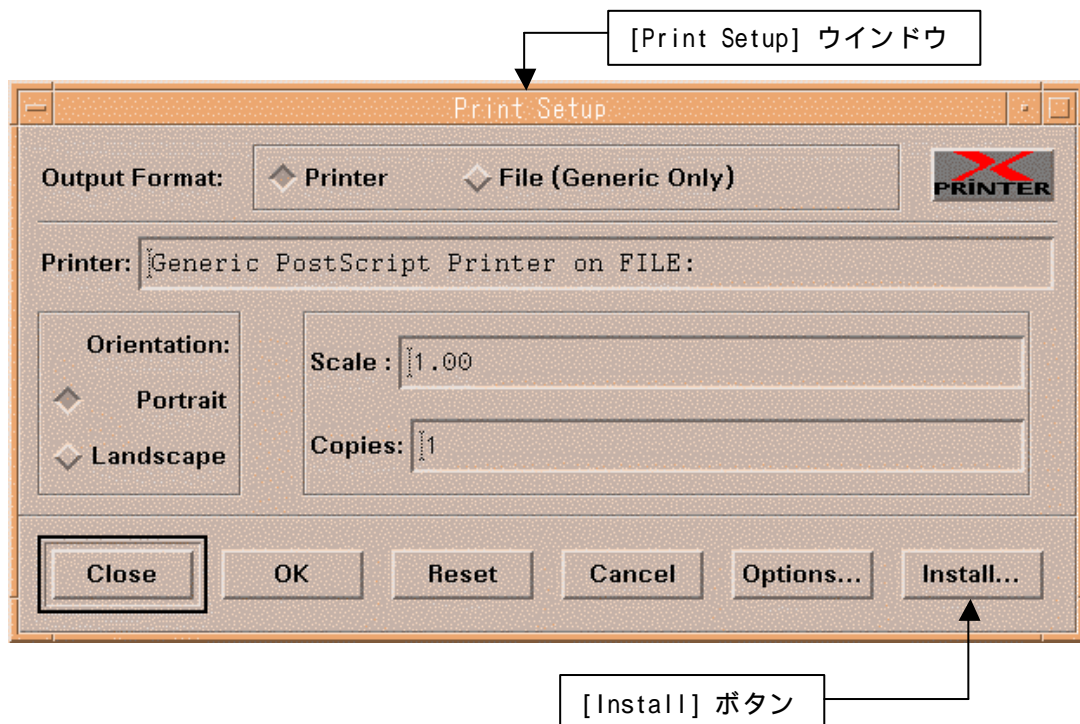 [Print Setup] ウインドウ
Print Setup
Output Format: Printer File (Generic Only)
X PRINTER
Printer: Generic PostScript Printer on FILE:
Orientation:
Portrait
Landscape
Scale : 1.00
Copies: 1
Close OK Reset Cancel Options... Install...
[Install] ボタン